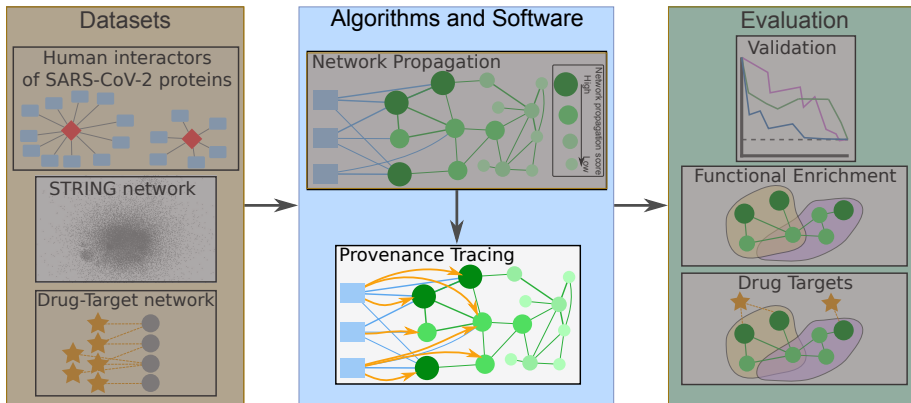 Datasets
Human interactors
of SARS-CoV-2 proteins
STRING network
Drug-Target network
Algorithms and Software
Network Propagation
High
Low
Network propagation score
Provenance Tracing
Evaluation
Validation
Functional Enrichment
Drug Targets